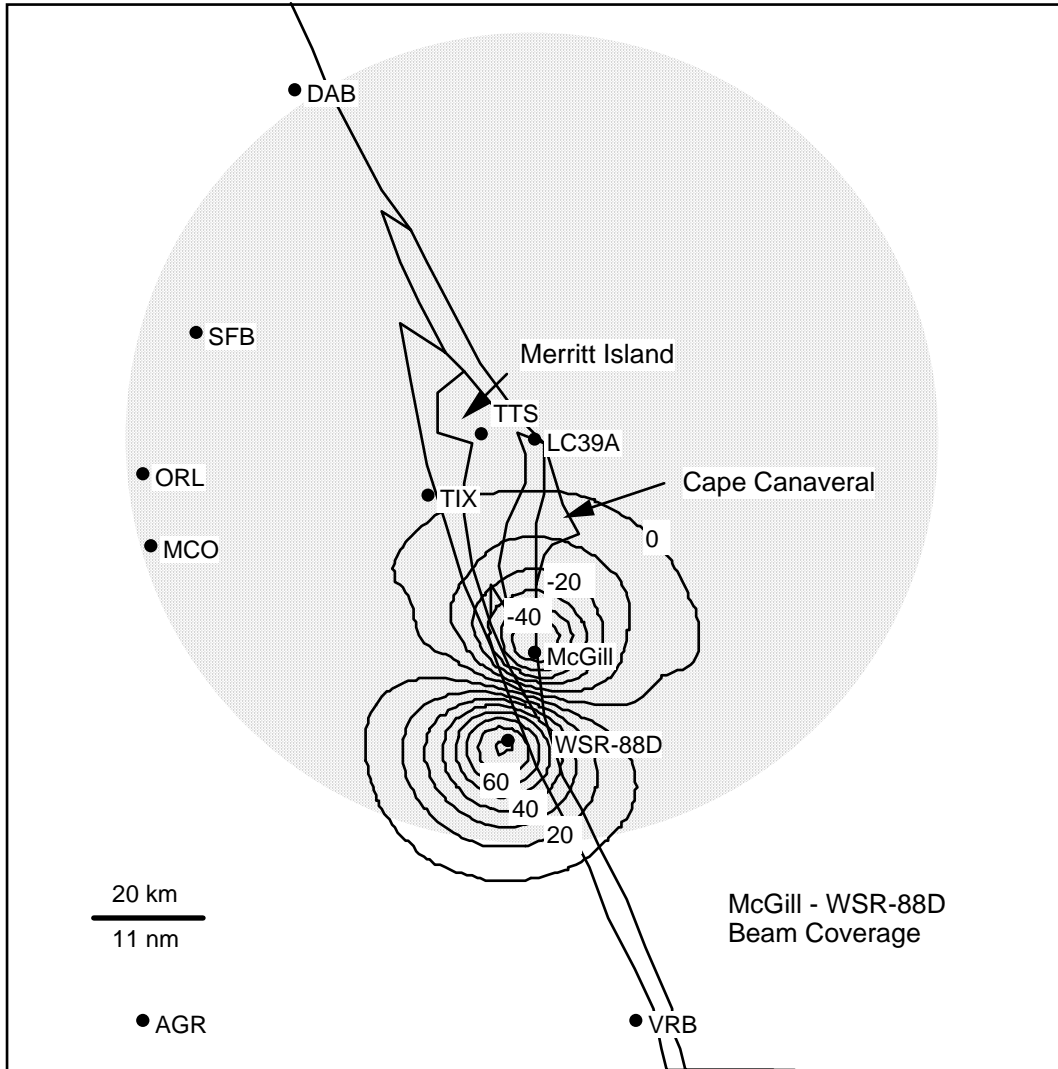 DAB
SFB
Merritt Island
TTS
LC39A
ORL
TIX
Cape Canaveral
MCO
0
-20
-40
McGill
WSR-88D
60
40
20
20 km
11 nm
McGill - WSR-88D
Beam Coverage
AGR
VRB